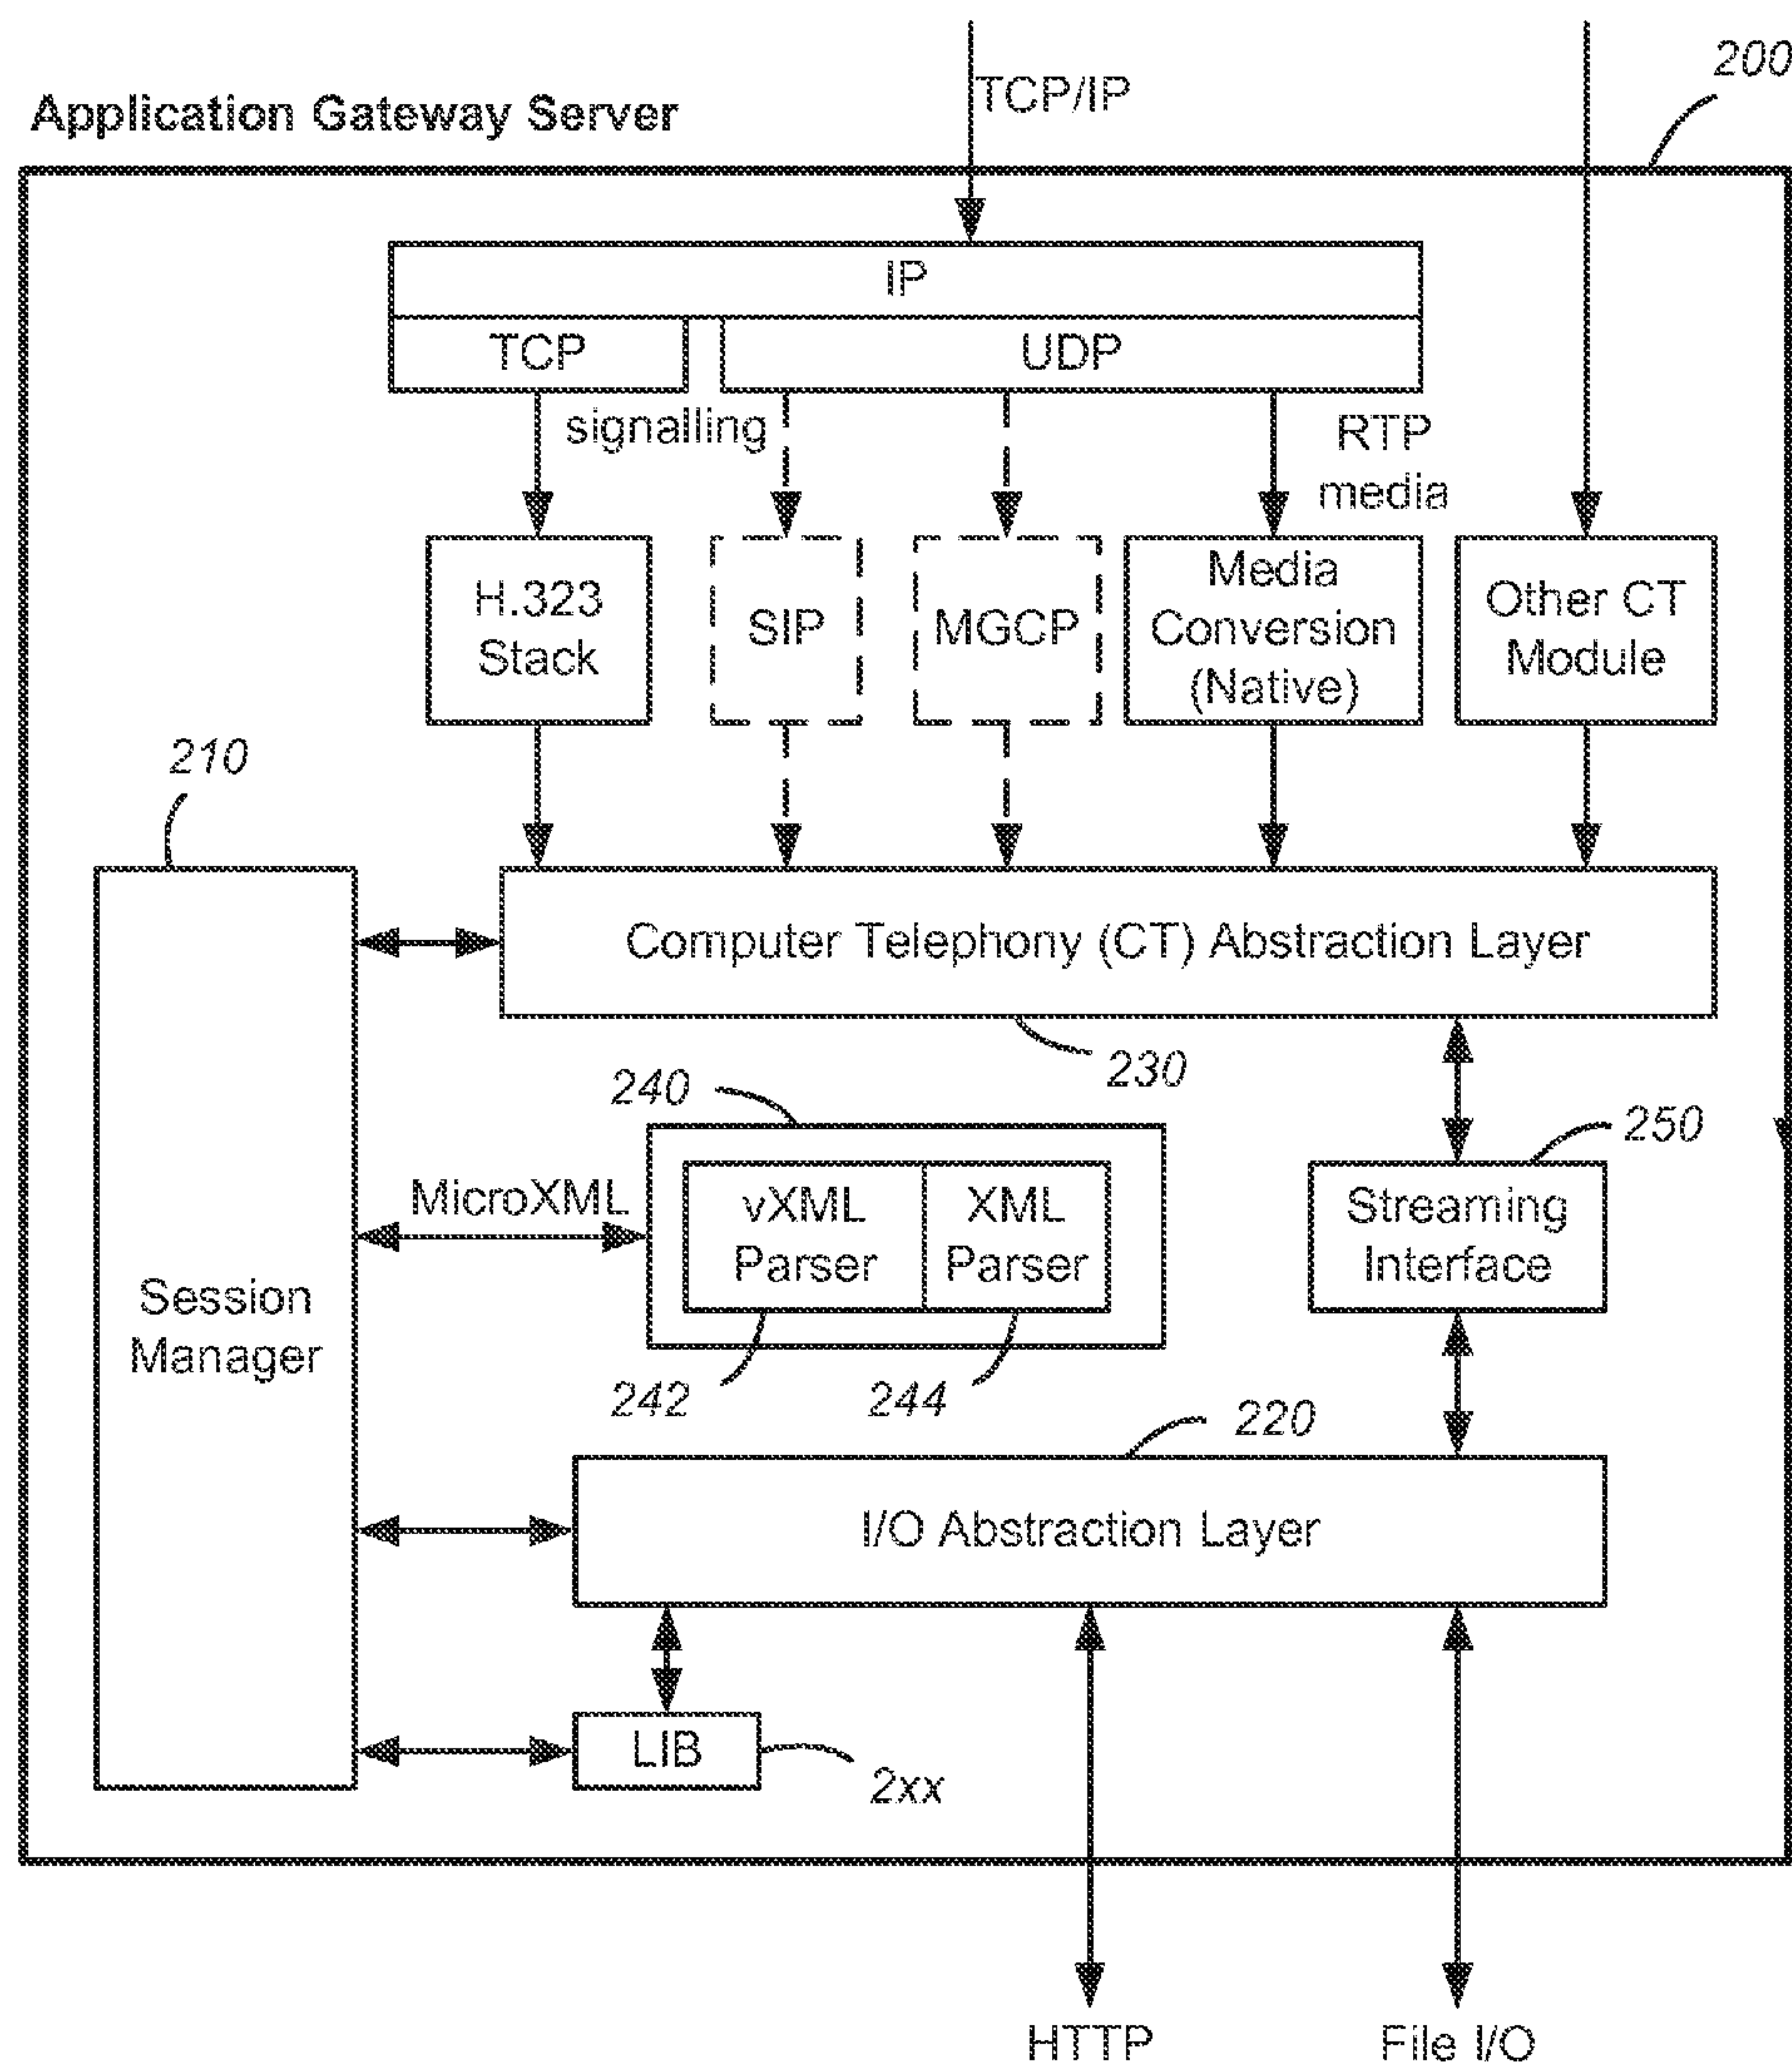 200
TCP/IP
Application Gateway Server
IP
TCP
UDP
signalling
RTP
media
H.323
Stack
SIP
MGCP
Media
Conversion
(Native)
Other CT
Module
210
Computer Telephony (CT) Abstraction Layer
230
240
250
MicroXML
vXML
Parser
XML
Parser
Streaming
Interface
Session
Manager
242
244
220
I/O Abstraction Layer
LIB
2xx
HTTP
File I/O